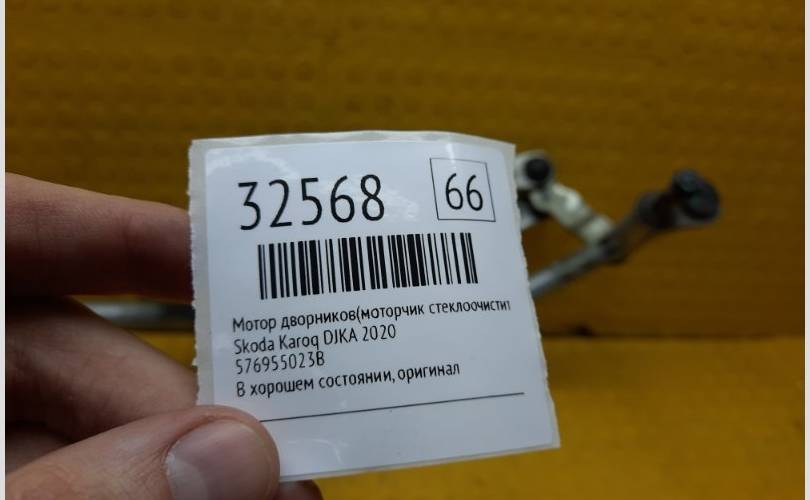 32568 66
Мотор дворников(моторчик стеклоочисти
Skoda Karoq DJKA 2020
576955023B
В хорошем состоянии, оригинал